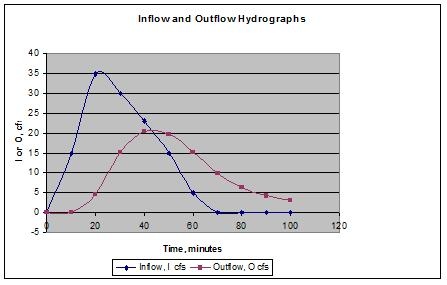 Inflow and Outflow Hydrographs
40
35
30
25
20
15
10
5
0
-5
I or O, cfs
0 20 40 60 80 100 120
Time, minutes
Inflow, I cfs Outflow, O cfs